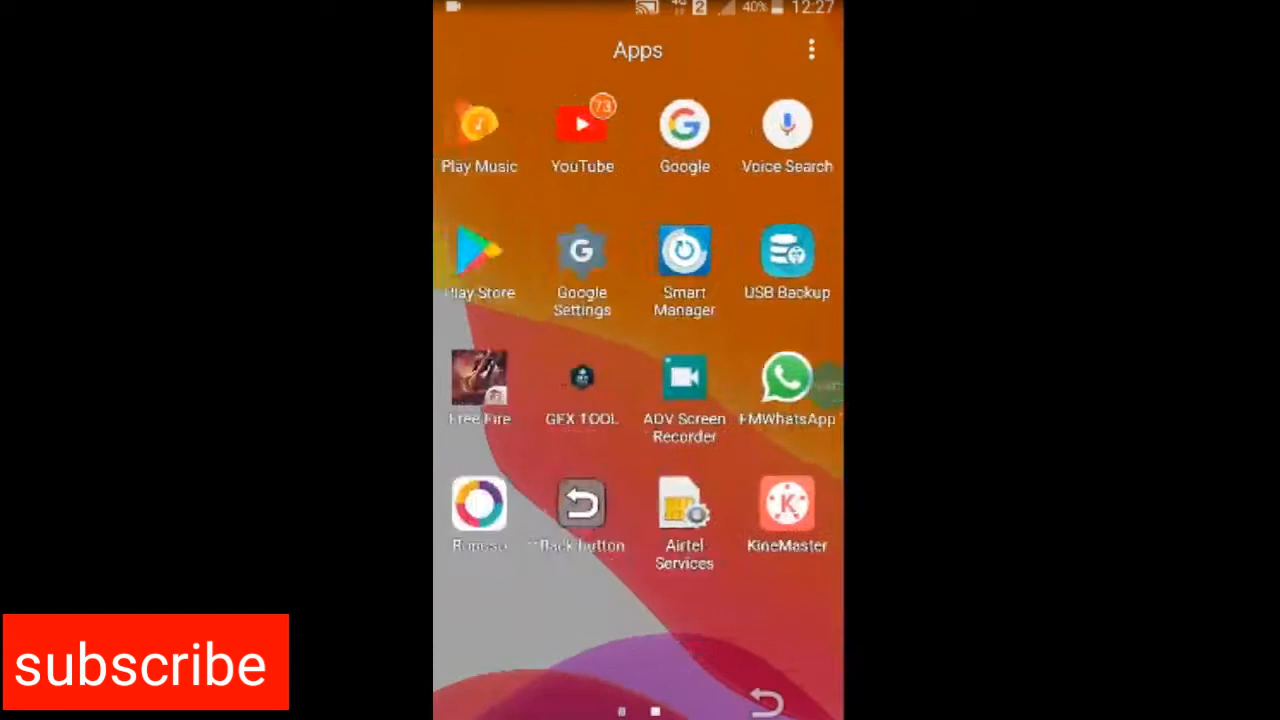 2 40% 12:27
Apps
73
Play Music YouTube Google Voice Search
Play Store Google Settings Smart Manager USB Backup
Free Fire GFX TOOL ADV Screen Recorder FMWhatsApp
Back button Airtel Services KineMaster
subscribe